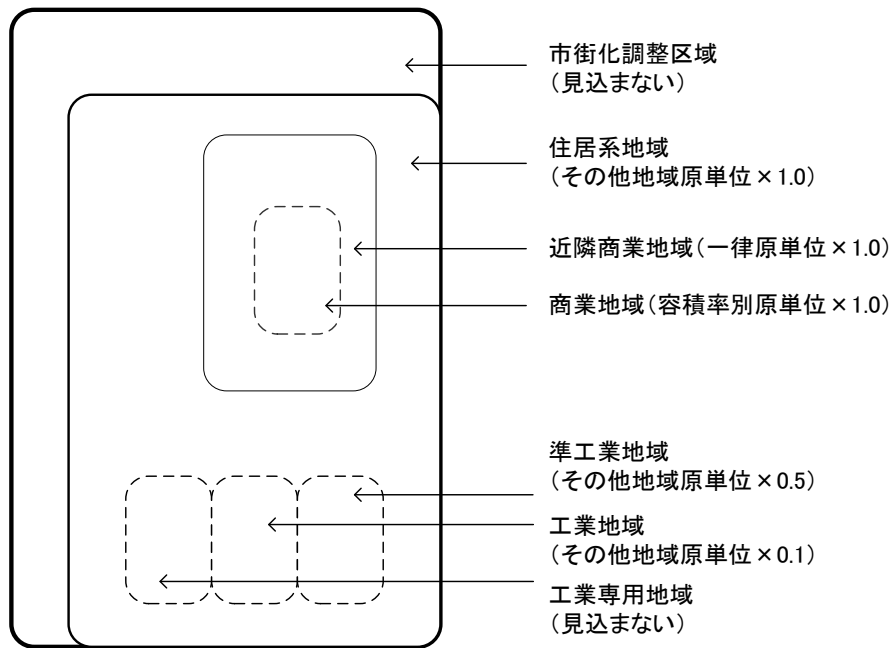 市街化調整区域
（見込まない）
住居系地域
（その他地域原単位×1.0）
近隣商業地域（一律原単位×1.0）
商業地域（容積率別原単位×1.0）
準工業地域
（その他地域原単位×0.5）
工業地域
（その他地域原単位×0.1）
工業専用地域
（見込まない）